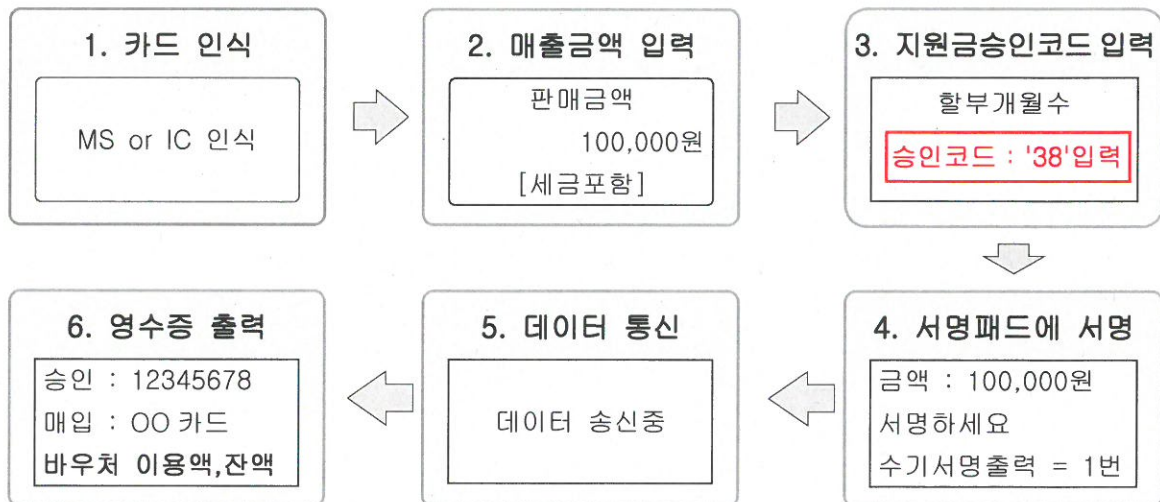 1. 카드 인식
MS or IC 인식
2. 매출금액 입력
판매금액
100,000원
[세금포함]
3. 지원금승인코드 입력
할부개월수
승인코드 : '38'입력
4. 서명패드에 서명
금액 : 100,000원
서명하세요
수기서명출력 = 1번
5. 데이터 통신
데이터 송신중
6. 영수증 출력
승인 : 12345678
매입 : OO 카드
바우처 이용액,잔액